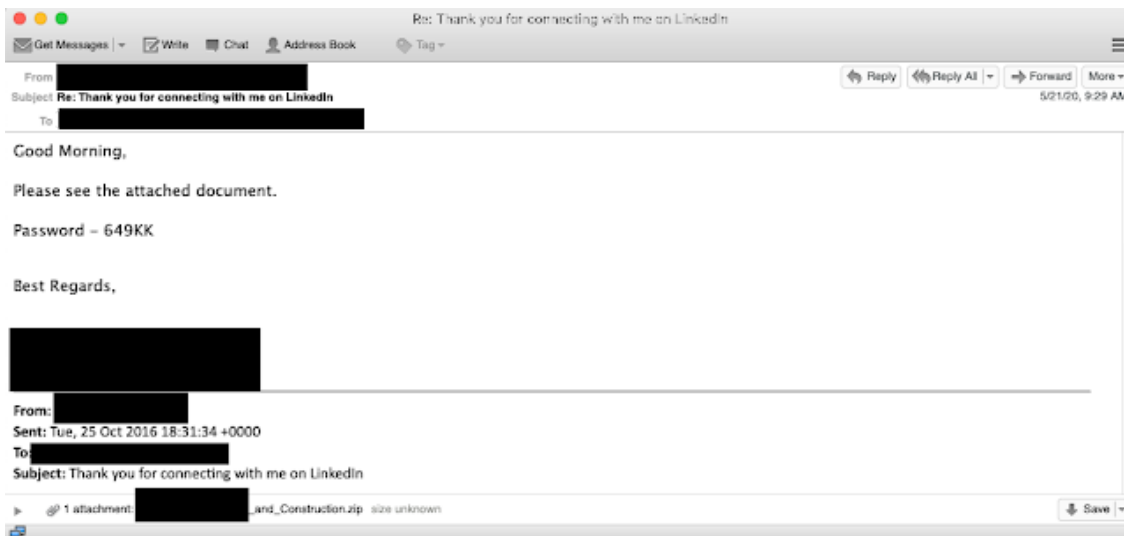 Re: Thank you for connecting with me on LinkedIn
Get Messages Write Chat Address Book Tag
From Reply Reply All Forward More
Subject Re: Thank you for connecting with me on LinkedIn 5/21/20, 9:29 AM
To
Good Morning,
Please see the attached document.
Password – 649KK
Best Regards,
From:
Sent: Tue, 25 Oct 2016 18:31:34 +0000
To:
Subject: Thank you for connecting with me on LinkedIn
1 attachment: _and_Construction.zip size unknown Save